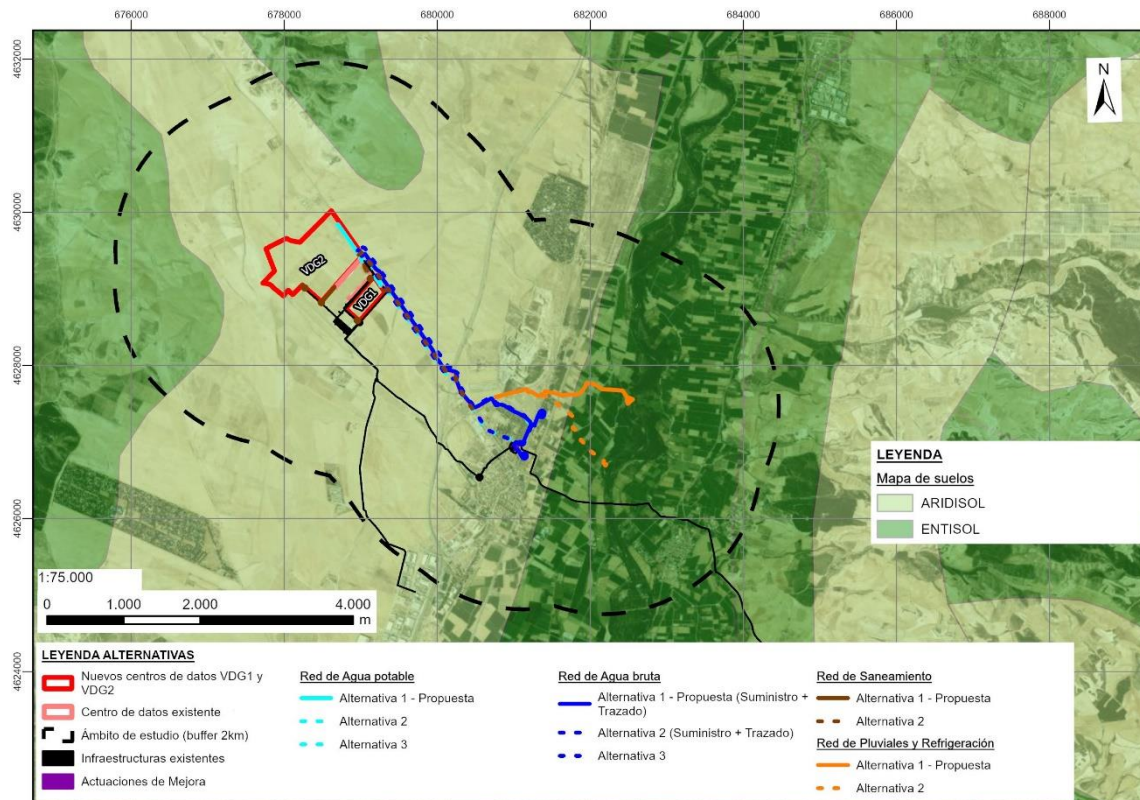 676000 678000 680000 682000 684000 686000 688000
4632000
N
4630000
VDG2
VDG1
4628000
LEYENDA
Mapa de suelos
ARIDISOL
ENTISOL
4626000
1:75.000
0 1.000 2.000 4.000
m
4624000
LEYENDA ALTERNATIVAS
Nuevos centros de datos VDG1 y
VDG2
Centro de datos existente
Ámbito de estudio (buffer 2km)
Infraestructuras existentes
Actuaciones de Mejora
Red de Agua potable
Alternativa 1 - Propuesta
Alternativa 2
Alternativa 3
Red de Agua bruta
Alternativa 1 - Propuesta (Suministro +
Trazado)
Alternativa 2 (Suministro + Trazado)
Alternativa 3
Red de Saneamiento
Alternativa 1 - Propuesta
Alternativa 2
Red de Pluviales y Refrigeración
Alternativa 1 - Propuesta
Alternativa 2